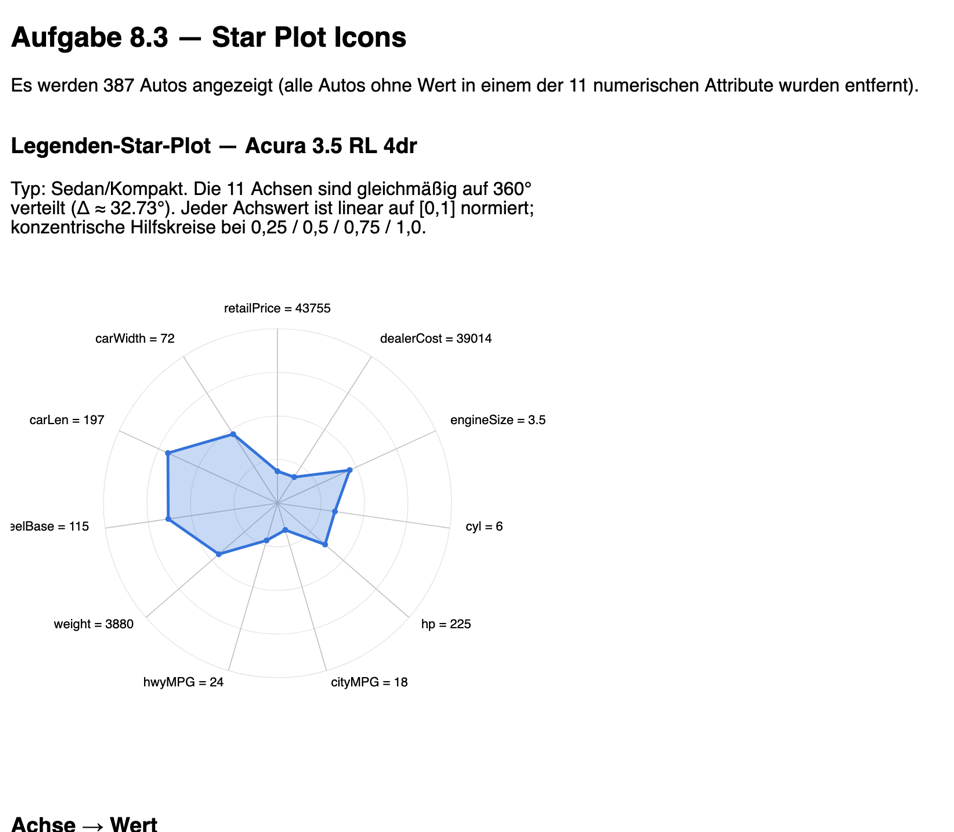 Aufgabe 8.3 — Star Plot Icons
Es werden 387 Autos angezeigt (alle Autos ohne Wert in einem der 11 numerischen Attribute wurden entfernt).
Legenden-Star-Plot — Acura 3.5 RL 4dr
Typ: Sedan/Kompakt. Die 11 Achsen sind gleichmäßig auf 360°
verteilt (Δ ≈ 32.73°). Jeder Achswert ist linear auf [0,1] normiert;
konzentrische Hilfskreise bei 0,25 / 0,5 / 0,75 / 1,0.
retailPrice = 43755
carWidth = 72
dealerCost = 39014
carLen = 197
engineSize = 3.5
eelBase = 115
cyl = 6
weight = 3880
hp = 225
hwyMPG = 24
cityMPG = 18
Achse → Wert